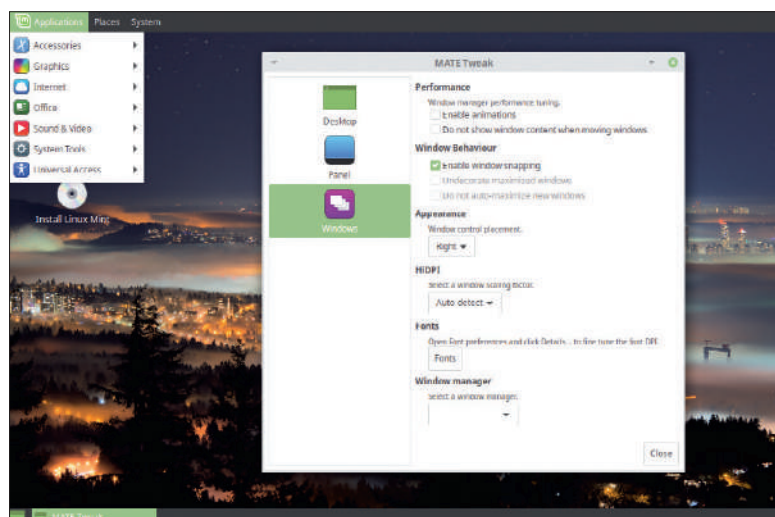 Applications Places System
Accessories
Graphics
Internet
Office
Sound & Video
System Tools
Universal Access
Install Linux Mint
MATE Tweak
Desktop
Panel
Windows
Performance
Window manager performance tuning.
Enable animations
Do not show window content when moving windows
Window Behaviour
Enable window snapping
Undecorate maximized windows
Do not auto-maximize new windows
Appearance
Window control placement.
Right
HiDPI
Select a window scaling factor.
Auto detect
Fonts
Open Font preferences and click Details... to fine tune the font DPI.
Fonts
Window manager
Select a window manager.
Close
MATE Tweak